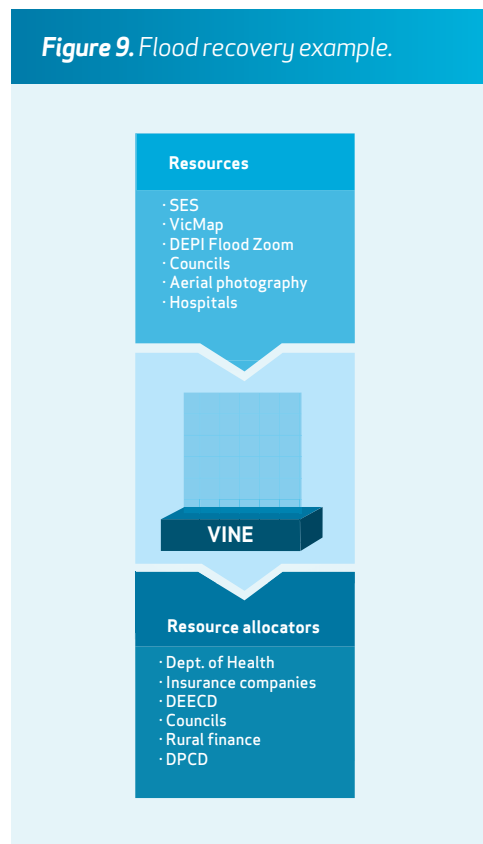 Figure 9. Flood recovery example.
Resources
· SES
· VicMap
· DEPI Flood Zoom
· Councils
· Aerial photography
· Hospitals
VINE
Resource allocators
· Dept. of Health
· Insurance companies
· DEECD
· Councils
· Rural finance
· DPCD